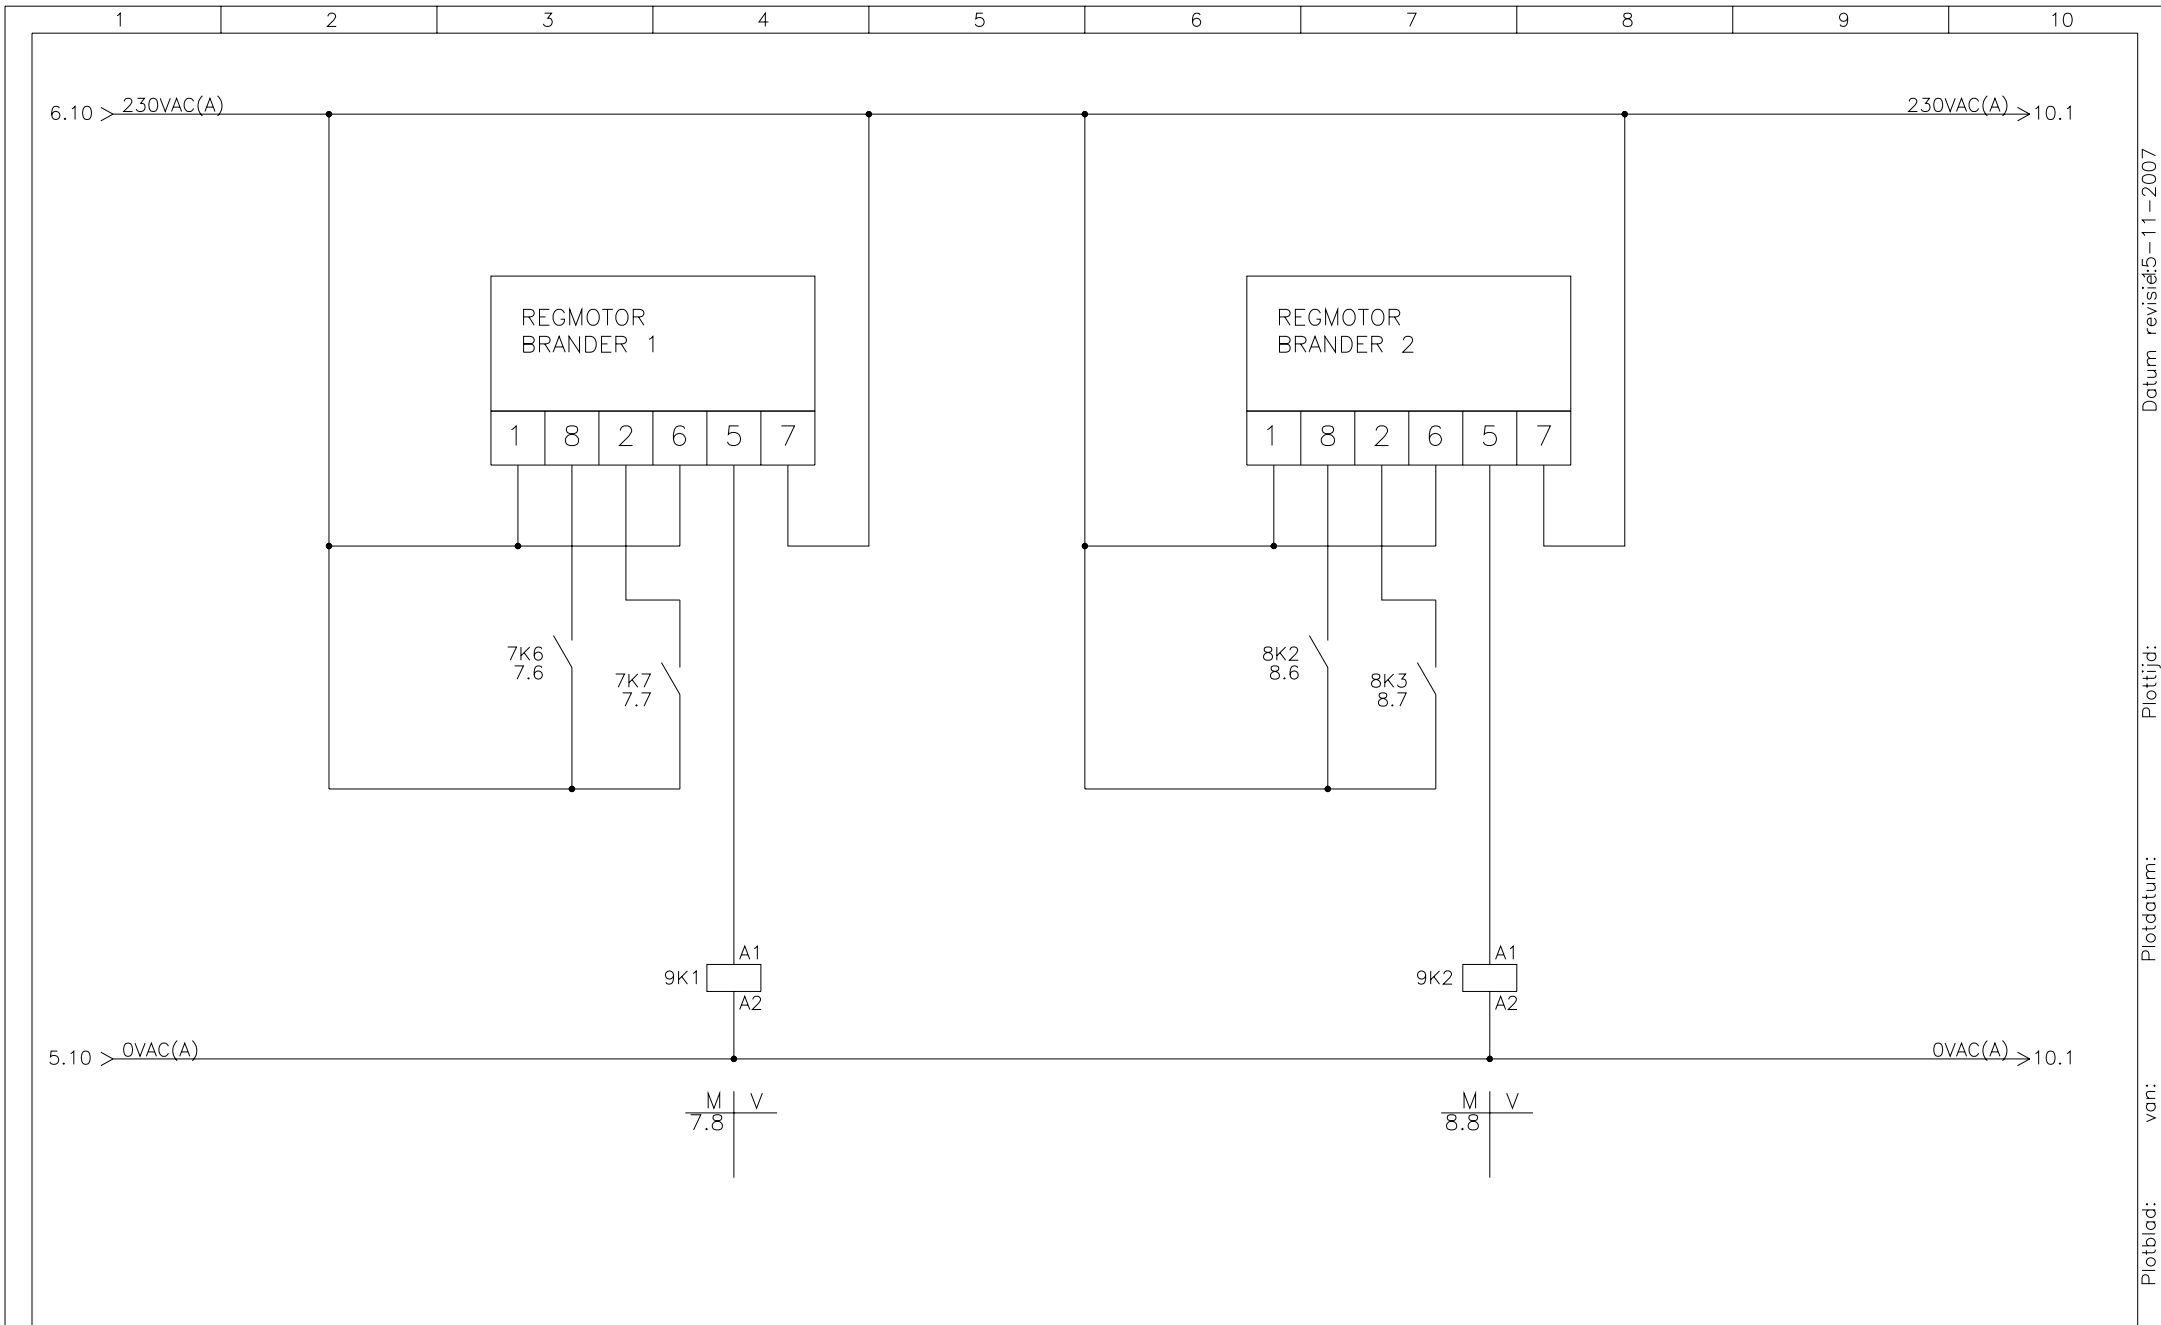 1 2 3 4 5 6 7 8 9 10
6.10 230VAC(A) 230VAC(A) 10.1
REGMOTOR
BRANDER 1
1 8 2 6 5 7
REGMOTOR
BRANDER 2
1 8 2 6 5 7
7K6
7.6
7K7
7.7
8K2
8.6
8K3
8.7
A1
9K1
A2
A1
9K2
A2
5.10 0VAC(A) 0VAC(A) 10.1
M V
7.8
M V
8.8
Datum revisie:15-11-2007
Plottijd:
Plotdatum:
van:
Plotblad: